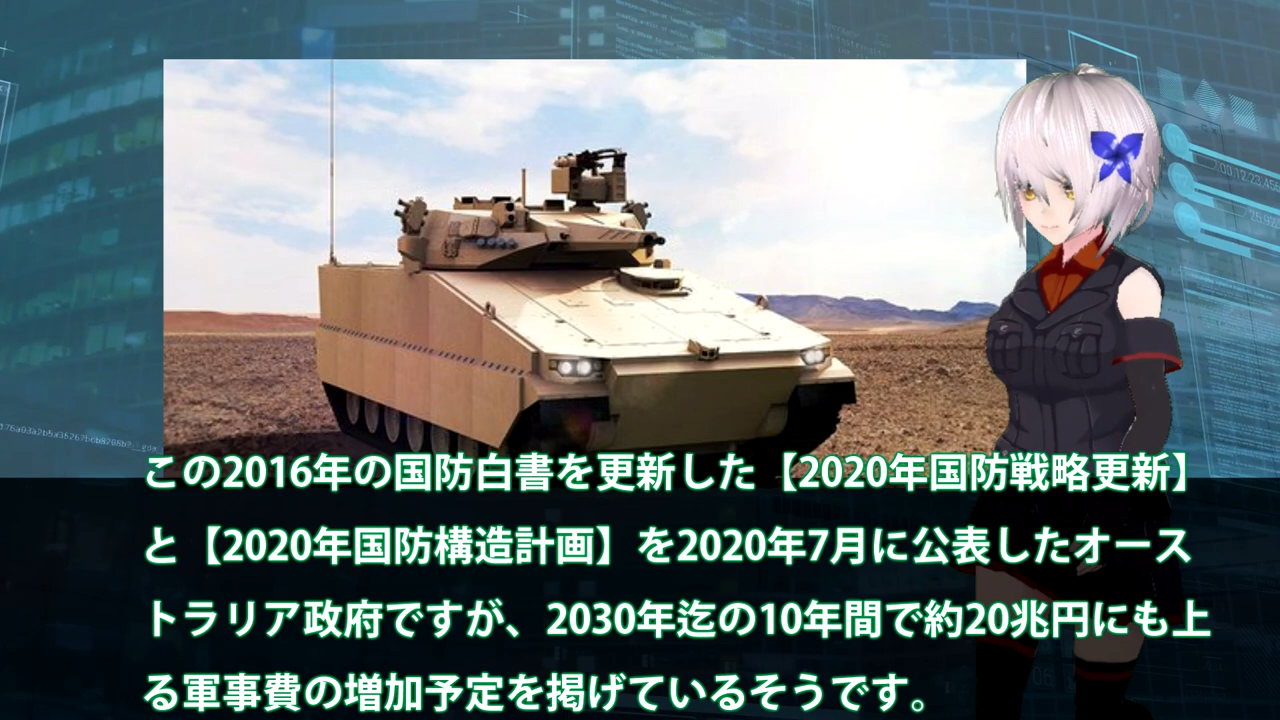 この2016年の国防白書を更新した【2020年国防戦略更新】
と【2020年国防構造計画】を2020年7月に公表したオース
トラリア政府ですが、2030年迄の10年間で約20兆円にも上
る軍事費の増加予定を掲げているそうです。